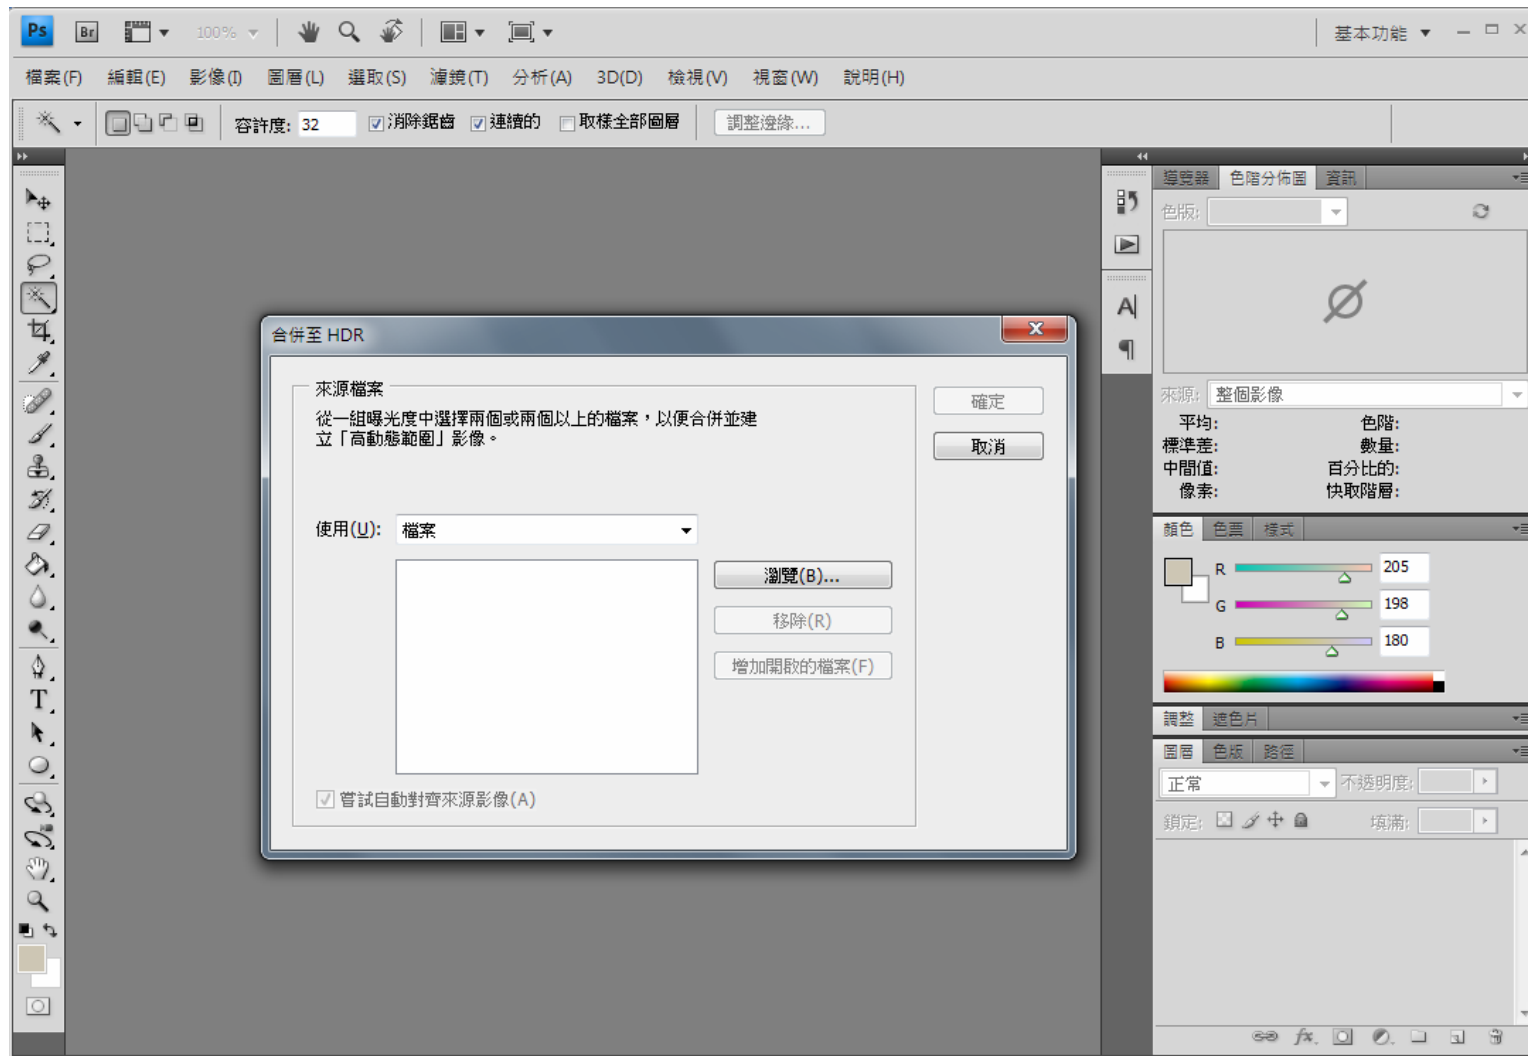 Ps Br 100% 基本功能
檔案(F) 編輯(E) 影像(I) 圖層(L) 選取(S) 濾鏡(T) 分析(A) 3D(D) 檢視(V) 視窗(W) 說明(H)
容許度: 32 消除鋸齒 連續的 取樣全部圖層 調整邊緣...
導覽器 色階分佈圖 資訊
色版:
來源: 整個影像
平均: 色階:
標準差: 數量:
中間值: 百分比的:
像素: 快取階層:
顏色 色票 樣式
R 205
G 198
B 180
調整 遮色片
圖層 色版 路徑
正常 不透明度:
鎖定: 填滿:
fx.
合併至 HDR
來源檔案
從一組曝光度中選擇兩個或兩個以上的檔案，以便合併並建
立「高動態範圍」影像。
確定
取消
使用(U): 檔案
瀏覽(B)...
移除(R)
增加開啟的檔案(F)
嘗試自動對齊來源影像(A)